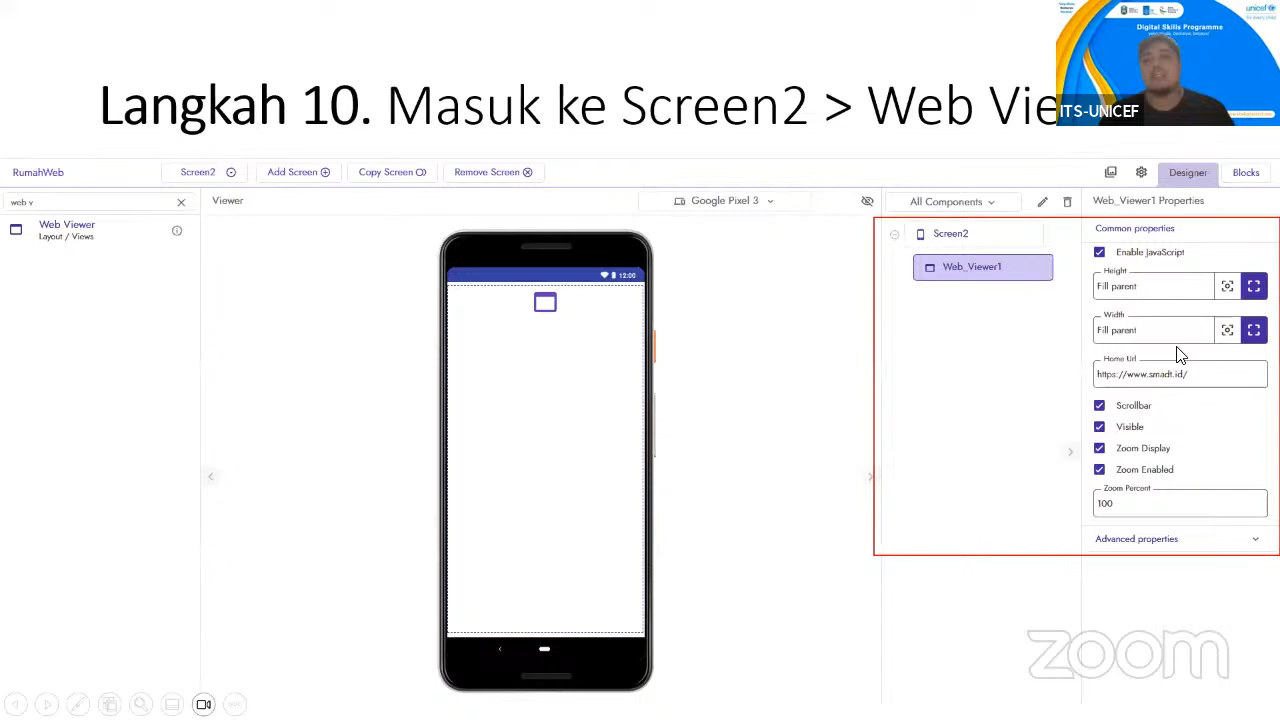 unicef
Digital Skills Programme
ITS-UNICEF
Langkah 10. Masuk ke Screen2 > Web Vie
RumahWeb
Screen2
Add Screen
Copy Screen
Remove Screen
Designer
Blocks
web v
Viewer
Google Pixel 3
All Components
Web_Viewer1 Properties
Web Viewer
Layout / Views
Screen2
Web_Viewer1
12:00
Common properties
Enable JavaScript
Height
Fill parent
Width
Fill parent
Home Url
https://www.smadt.id/
Scrollbar
Visible
Zoom Display
Zoom Enabled
Zoom Percent
100
Advanced properties
zoom